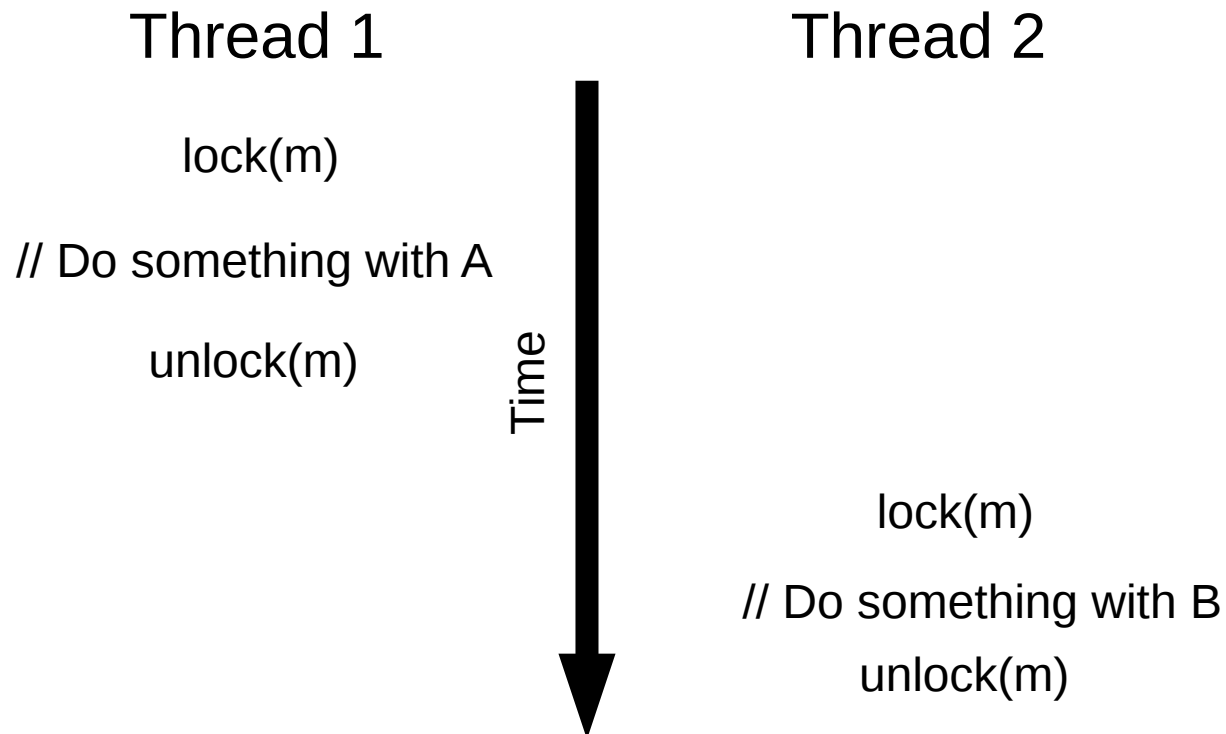 Thread 1
Thread 2
lock(m)
// Do something with A
unlock(m)
Time
lock(m)
// Do something with B
unlock(m)